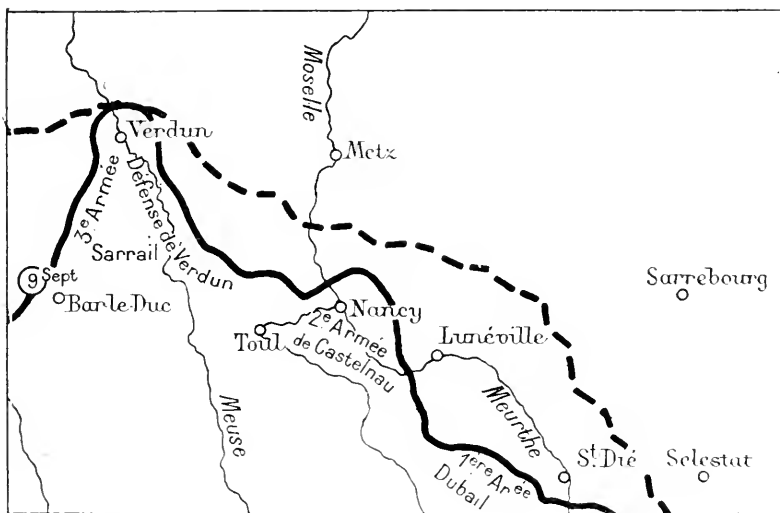 Moselle
Verdun
Metz
3e Armée
Sarrail
Défense de Verdun
9 Sept
Bar-le-Duc
Sarrebourg
Nancy
Toul
2e Armée
de Castelnau
Lunéville
Meuse
Meurthe
St. Dié
Selestat
1ere Arée
Dubail